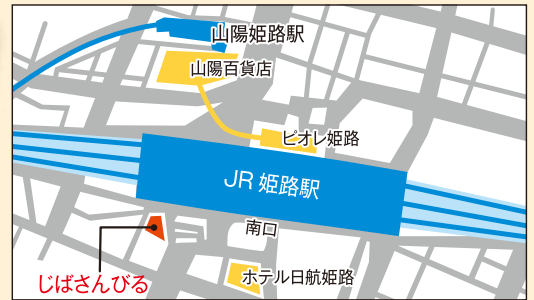 山陽姫路駅
山陽百貨店
ピオレ姫路
JR 姫路駅
南口
じばさんびる
ホテル日航姫路